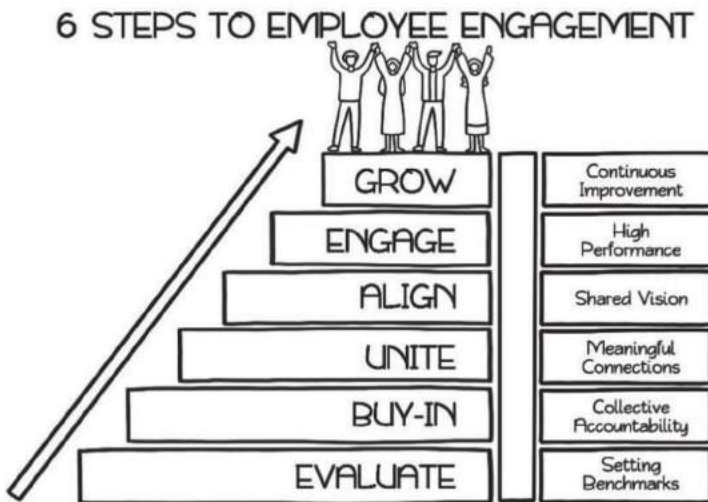 6 STEPS TO EMPLOYEE ENGAGEMENT
GROW
Continuous
Improvement
ENGAGE
High
Performance
ALIGN
Shared Vision
UNITE
Meaningful
Connections
BUY-IN
Collective
Accountability
EVALUATE
Setting
Benchmarks